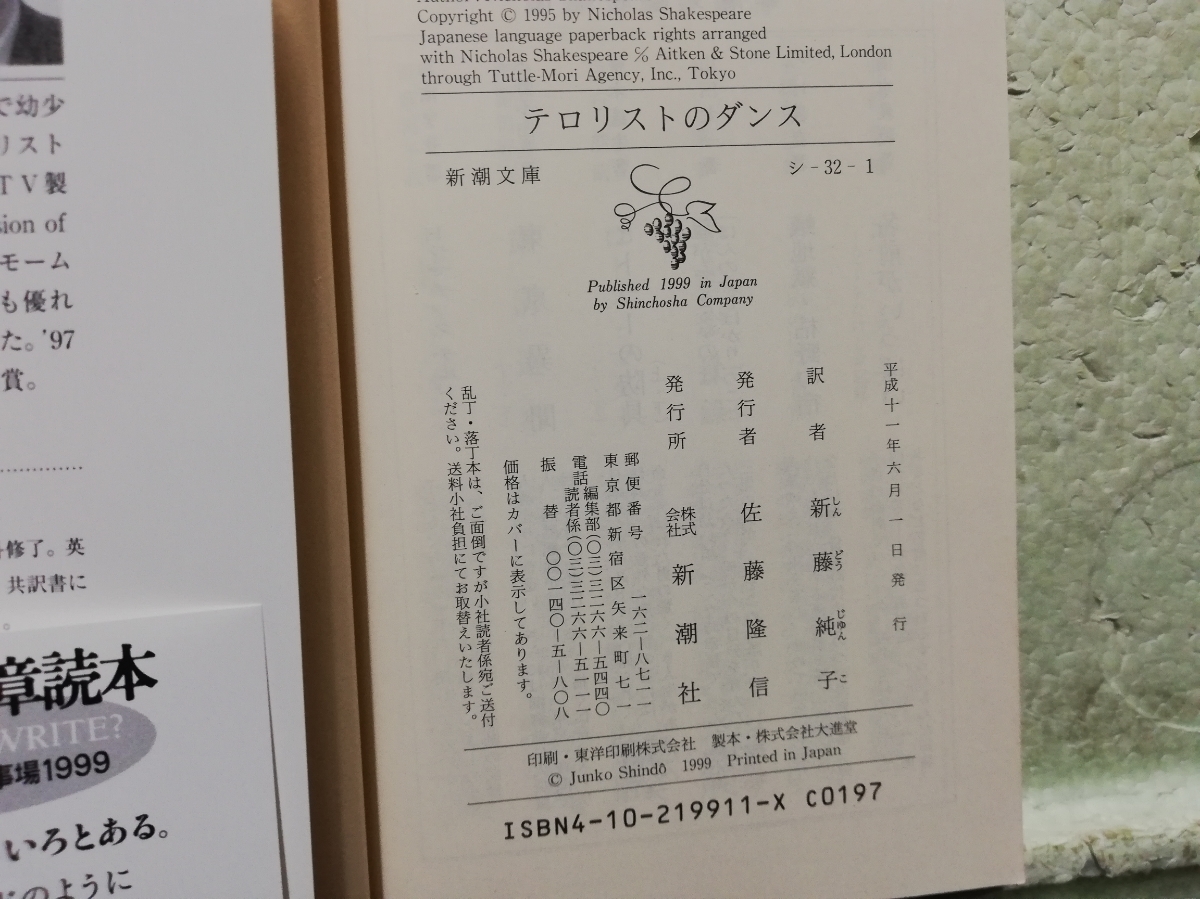 Copyright © 1995 by Nicholas Shakespeare
Japanese language paperback rights arranged
with Nicholas Shakespeare ℅ Aitken & Stone Limited, London
through Tuttle-Mori Agency, Inc., Tokyo
テロリストのダンス
新潮文庫
シ-32-1
Published 1999 in Japan
by Shinchosha Company
平成十一年六月一日発行
訳者 新藤純子
しんどうじゅんこ
発行者 佐藤隆信
発行所 株式会社 新潮社
郵便番号 一六二―八七一一
東京都新宿区矢来町七一
電話 編集部(〇三)三二六六―五四四〇
読者係(〇三)三二六六―五一一一
振替 〇〇一四〇―五―八〇八
価格はカバーに表示してあります。
乱丁・落丁本は、ご面倒ですが小社読者係宛ご送付
ください。送料小社負担にてお取替えいたします。
印刷・東洋印刷株式会社 製本・株式会社大進堂
© Junko Shindō 1999 Printed in Japan
ISBN4-10-219911-X C0197
で幼少
リスト
TV製
sion of
モーム
も優れ
た。'97
賞。
修了。英
共訳書に
。
章読本
WRITE?
事場1999
いろとある。
じのように